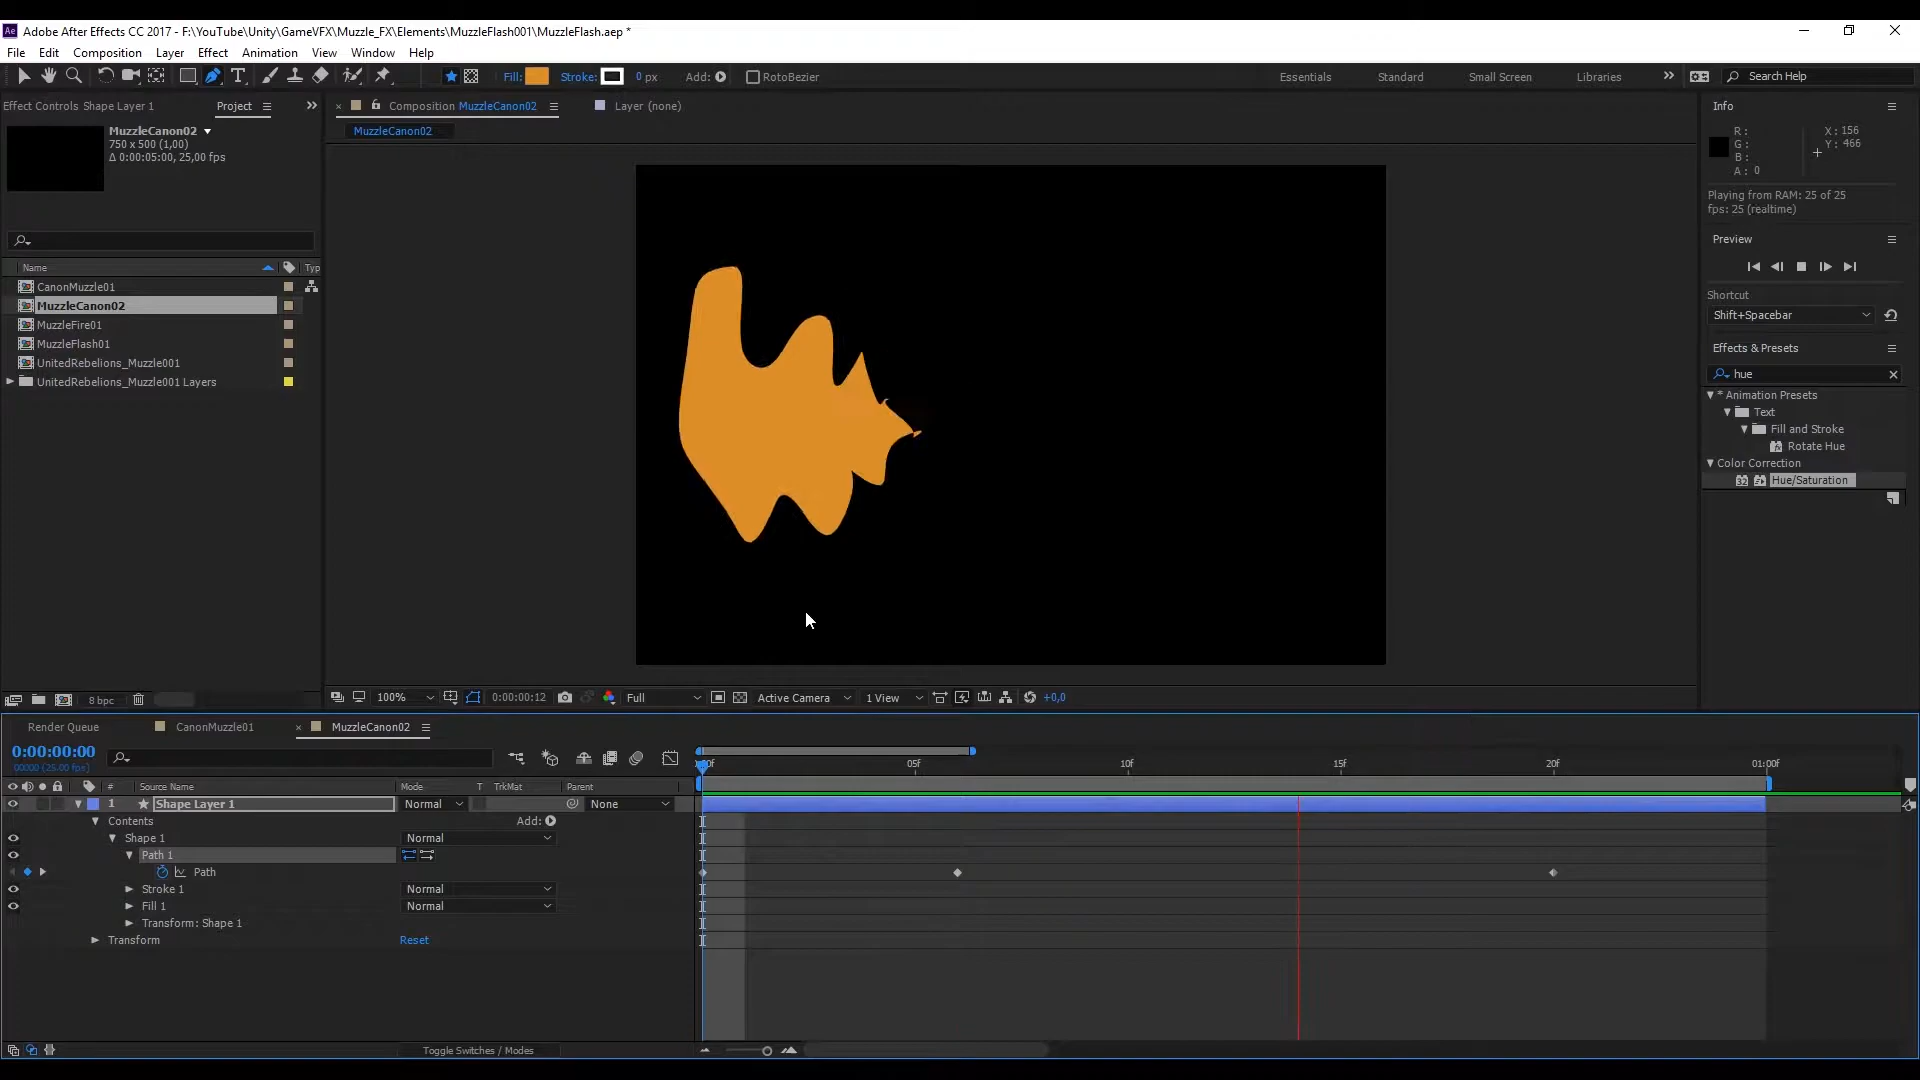 Adobe After Effects CC 2017 - F:\YouTube\Unity\GameVFX\Muzzle_FX\Elements\MuzzleFlash001\MuzzleFlash.aep *
File Edit Composition Layer Effect Animation View Window Help
Fill: Stroke: 0 px Add: RotoBezier Essentials Standard Small Screen Libraries Search Help
Effect Controls Shape Layer 1 Project
MuzzleCanon02
750 x 500 (1,00)
Δ 0:00:05:00, 25,00 fps
Name Typ
CanonMuzzle01
MuzzleCanon02
MuzzleFire01
MuzzleFlash01
UnitedRebelions_Muzzle001
UnitedRebelions_Muzzle001 Layers
8 bpc
Composition MuzzleCanon02 Layer (none)
MuzzleCanon02
100% 0:00:00:12 Full Active Camera 1 View +0,0
Info
R: X: 156
G: Y: 466
B:
A: 0
Playing from RAM: 25 of 25
fps: 25 (realtime)
Preview
Shortcut
Shift+Spacebar
Effects & Presets
hue
* Animation Presets
Text
Fill and Stroke
Rotate Hue
Color Correction
32 Hue/Saturation
Render Queue CanonMuzzle01 MuzzleCanon02
0:00:00:00
00000 (25.00 fps)
05f 10f 15f 20f 01:00f
# Source Name Mode T TrkMat Parent
1 Shape Layer 1 Normal None
Contents Add:
Shape 1 Normal
Path 1
Path
Stroke 1 Normal
Fill 1 Normal
Transform: Shape 1
Transform Reset
Toggle Switches / Modes